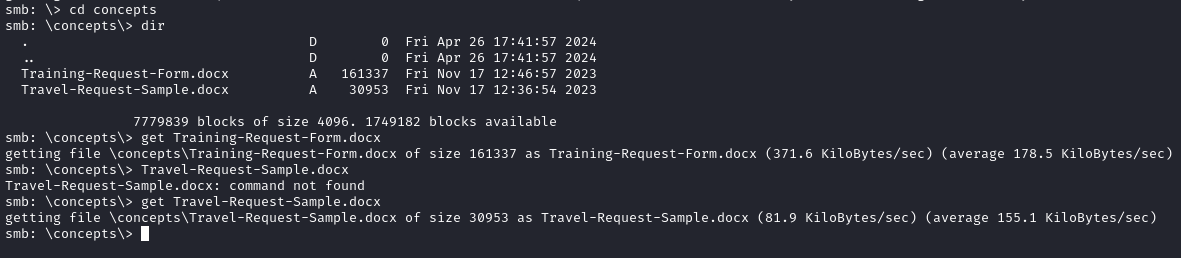 smb: \> cd concepts
smb: \concepts\> dir
  .                                   D        0  Fri Apr 26 17:41:57 2024
  ..                                  D        0  Fri Apr 26 17:41:57 2024
  Training-Request-Form.docx          A   161337  Fri Nov 17 12:46:57 2023
  Travel-Request-Sample.docx          A    30953  Fri Nov 17 12:36:54 2023
                7779839 blocks of size 4096. 1749182 blocks available
smb: \concepts\> get Training-Request-Form.docx
getting file \concepts\Training-Request-Form.docx of size 161337 as Training-Request-Form.docx (371.6 KiloBytes/sec) (average 178.5 KiloBytes/sec)
smb: \concepts\> Travel-Request-Sample.docx
Travel-Request-Sample.docx: command not found
smb: \concepts\> get Travel-Request-Sample.docx
getting file \concepts\Travel-Request-Sample.docx of size 30953 as Travel-Request-Sample.docx (81.9 KiloBytes/sec) (average 155.1 KiloBytes/sec)
smb: \concepts\>